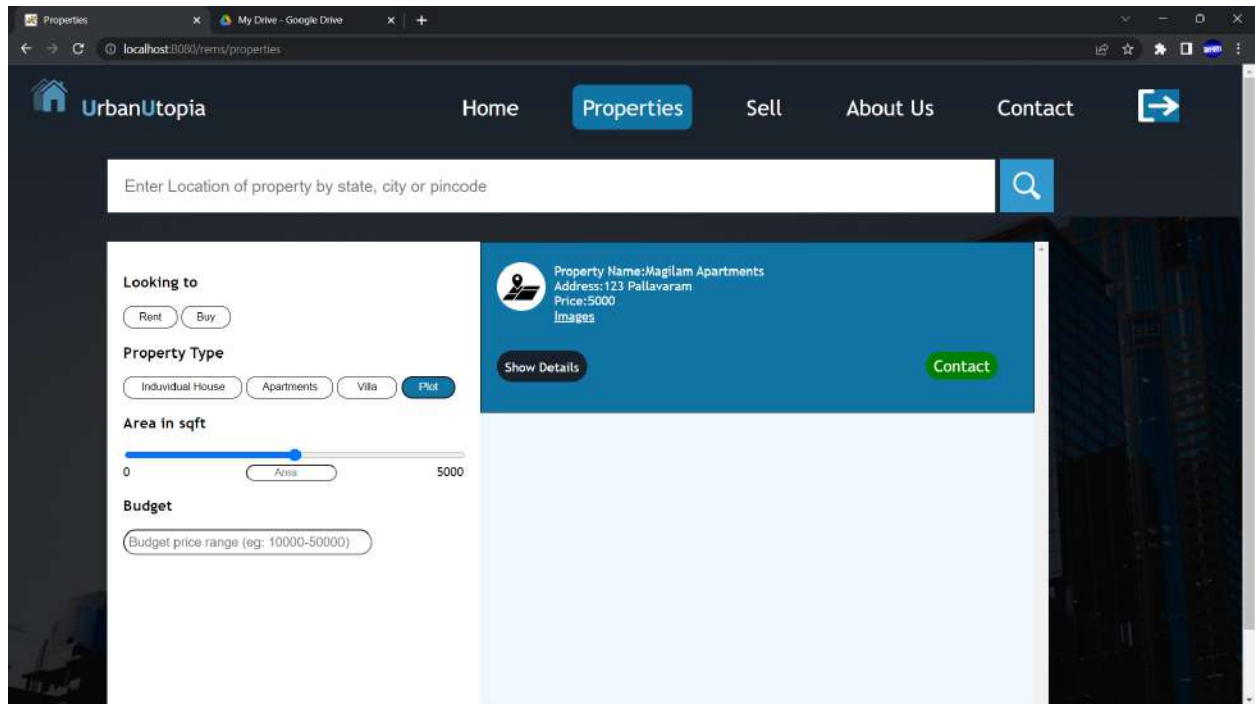 Properties
My Drive - Google Drive
localhost:8080/rems/properties
UrbanUtopia
Home Properties Sell About Us Contact
Enter Location of property by state, city or pincode
Looking to
Rent Buy
Property Type
Induvidual House Apartments Villa Plot
Area in sqft
0 Area 5000
Budget
Budget price range (eg: 10000-50000)
Property Name:Magilam Apartments
Address:123 Pallavaram
Price:5000
Images
Show Details Contact